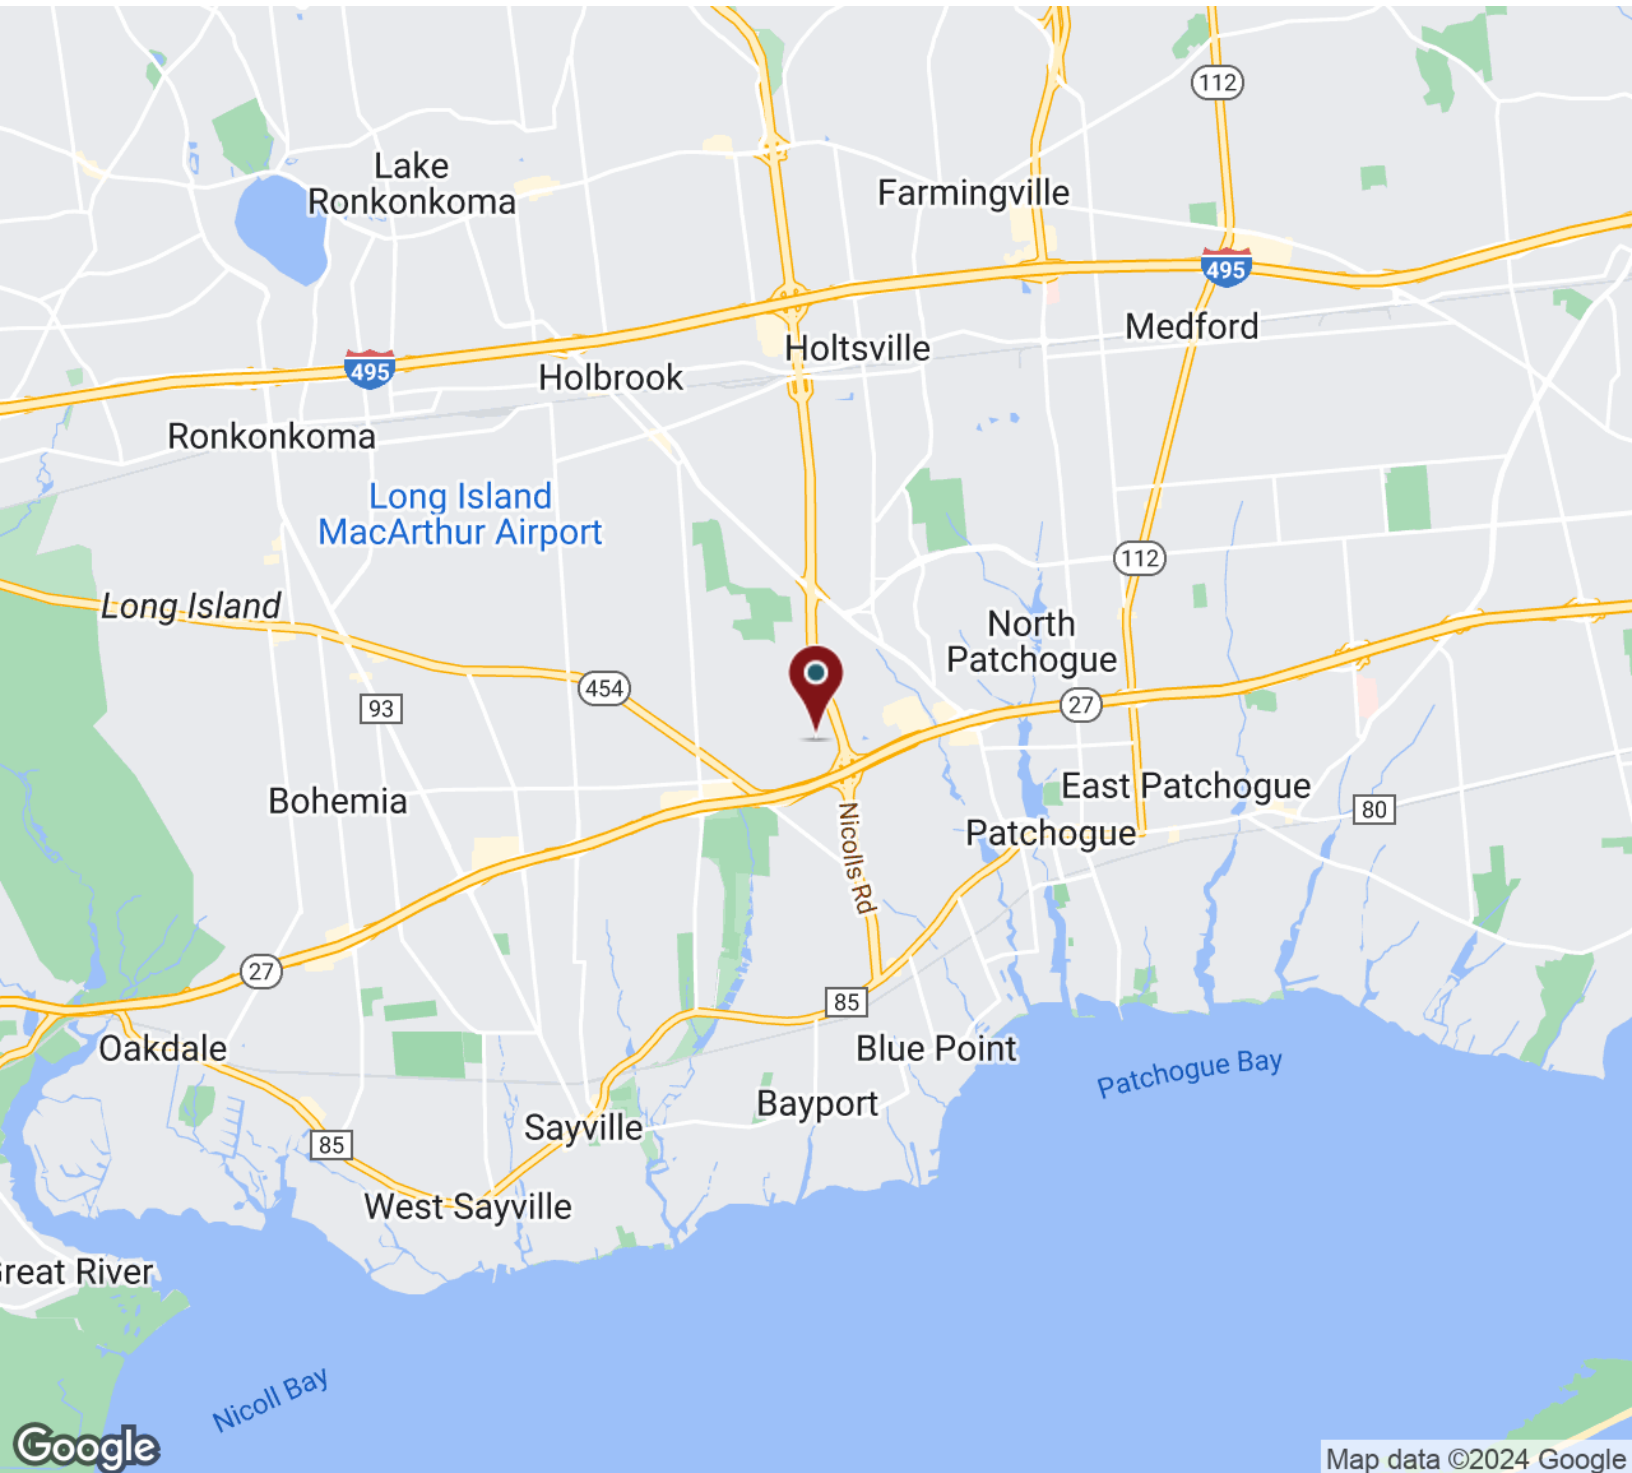 112
Lake
Ronkonkoma
Farmingville
495
Medford
Holtsville
495
Holbrook
Ronkonkoma
Long Island
MacArthur Airport
112
Long Island
North
Patchogue
454
93
27
East Patchogue
Bohemia
80
Patchogue
Nicolls Rd
27
85
Oakdale
Blue Point
Patchogue Bay
Bayport
Sayville
85
West Sayville
reat River
Nicoll Bay
Google
Map data ©2024 Google